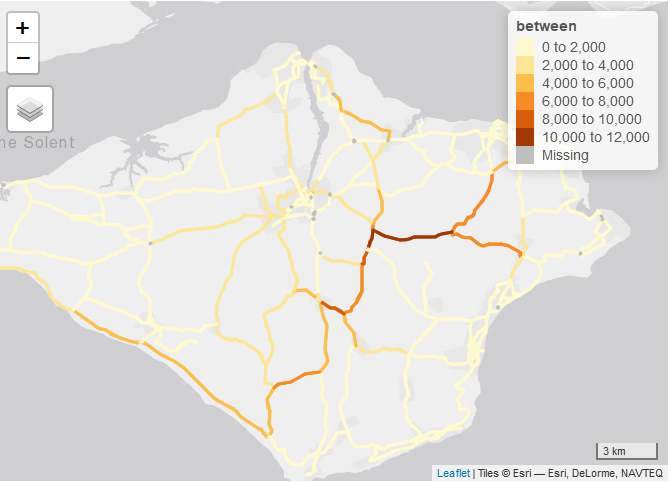 +
−
he Solent
between
0 to 2,000
2,000 to 4,000
4,000 to 6,000
6,000 to 8,000
8,000 to 10,000
10,000 to 12,000
Missing
3 km
Leaflet | Tiles © Esri — Esri, DeLorme, NAVTEQ